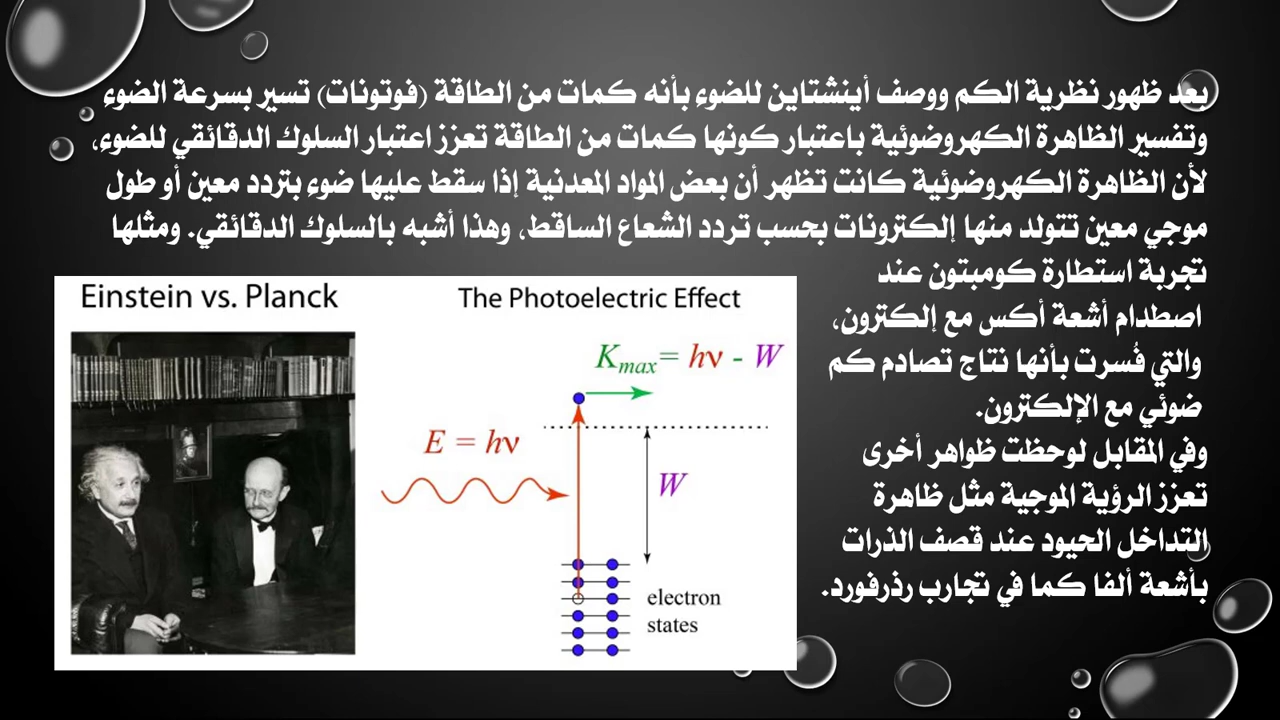 بعد ظهور نظرية الكم ووصف أينشتاين للضوء بأنه كمات من الطاقة (فوتونات) تسير بسرعة الضوء
وتفسير الظاهرة الكهروضوئية باعتبار كونها كمات من الطاقة تعزز اعتبار السلوك الدقائقي للضوء،
لأن الظاهرة الكهروضوئية كانت تظهر أن بعض المواد المعدنية إذا سقط عليها ضوء بتردد معين أو طول
موجي معين تتولد منها إلكترونات بحسب تردد الشعاع الساقط، وهذا أشبه بالسلوك الدقائقي. ومثلها
تجربة استطارة كومبتون عند
اصطدام أشعة أكس مع إلكترون،
والتي فُسرت بأنها نتاج تصادم كم
ضوئي مع الإلكترون.
وفي المقابل لوحظت ظواهر أخرى
تعزز الرؤية الموجية مثل ظاهرة
التداخل الحيود عند قصف الذرات
بأشعة ألفا كما في تجارب رذرفورد.
Einstein vs. Planck
The Photoelectric Effect
K max = hν - W
E = hν
W
electron
states